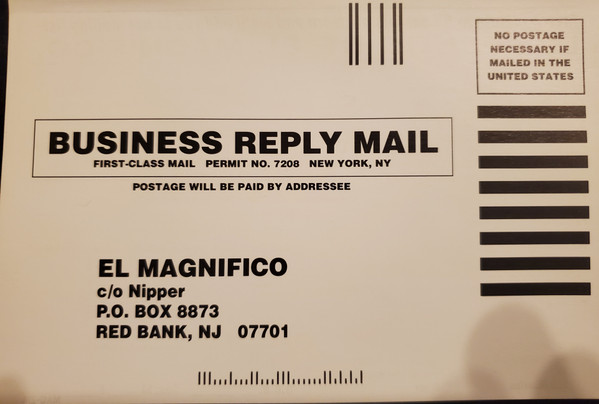 NO POSTAGE
NECESSARY IF
MAILED IN THE
UNITED STATES
BUSINESS REPLY MAIL
FIRST-CLASS MAIL PERMIT NO. 7208 NEW YORK, NY
POSTAGE WILL BE PAID BY ADDRESSEE
EL MAGNIFICO
c/o Nipper
P.O. BOX 8873
RED BANK, NJ 07701